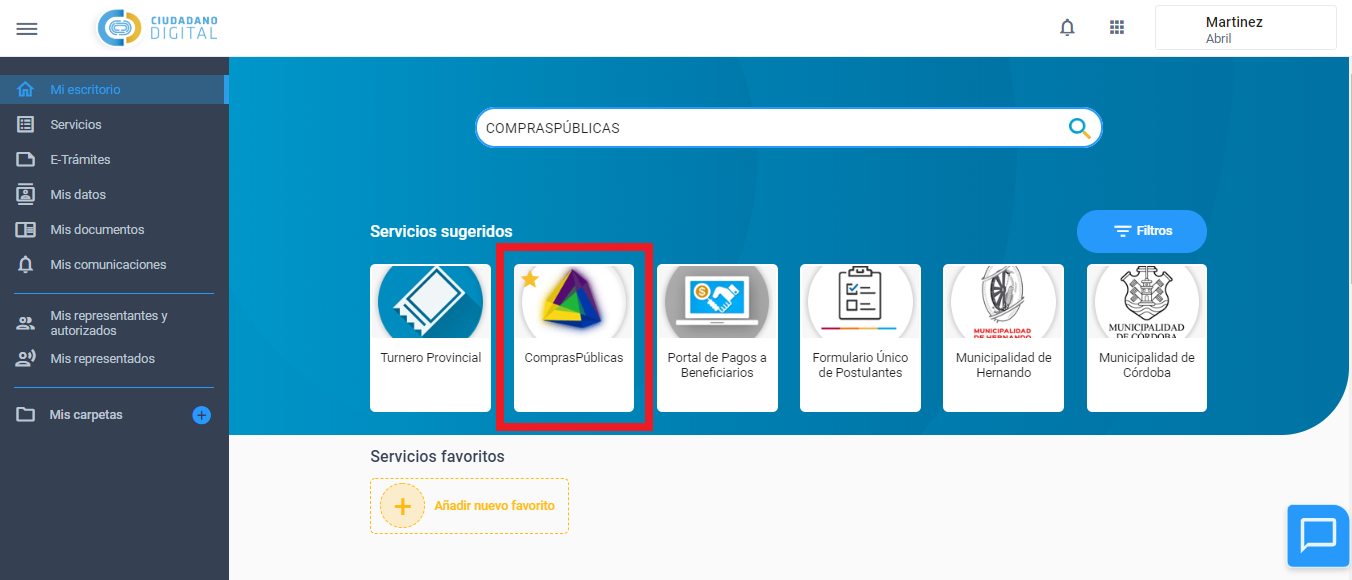 CIUDADANO
DIGITAL
Martinez
Abril
Mi escritorio
Servicios
E-Trámites
Mis datos
Mis documentos
Mis comunicaciones
Mis representantes y
autorizados
Mis representados
Mis carpetas
COMPRASPÚBLICAS
Servicios sugeridos
Filtros
Turnero Provincial
ComprasPúblicas
Portal de Pagos a
Beneficiarios
Formulario Único
de Postulantes
MUNICIPALIDAD
DE HERNANDO
Municipalidad de
Hernando
MUNICIPALIDAD
DE CÓRDOBA
Municipalidad de
Córdoba
Servicios favoritos
Añadir nuevo favorito